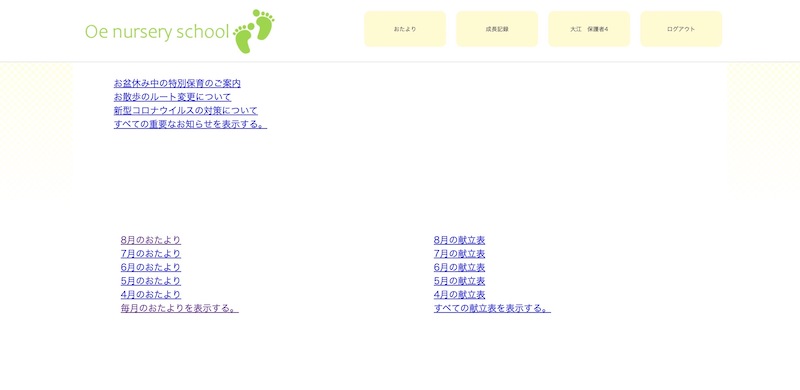 Oe nursery school
おたより
成長記録
大江　保護者4
ログアウト
お盆休み中の特別保育のご案内
お散歩のルート変更について
新型コロナウイルスの対策について
すべての重要なお知らせを表示する。
8月のおたより
7月のおたより
6月のおたより
5月のおたより
4月のおたより
毎月のおたよりを表示する。
8月の献立表
7月の献立表
6月の献立表
5月の献立表
4月の献立表
すべての献立表を表示する。